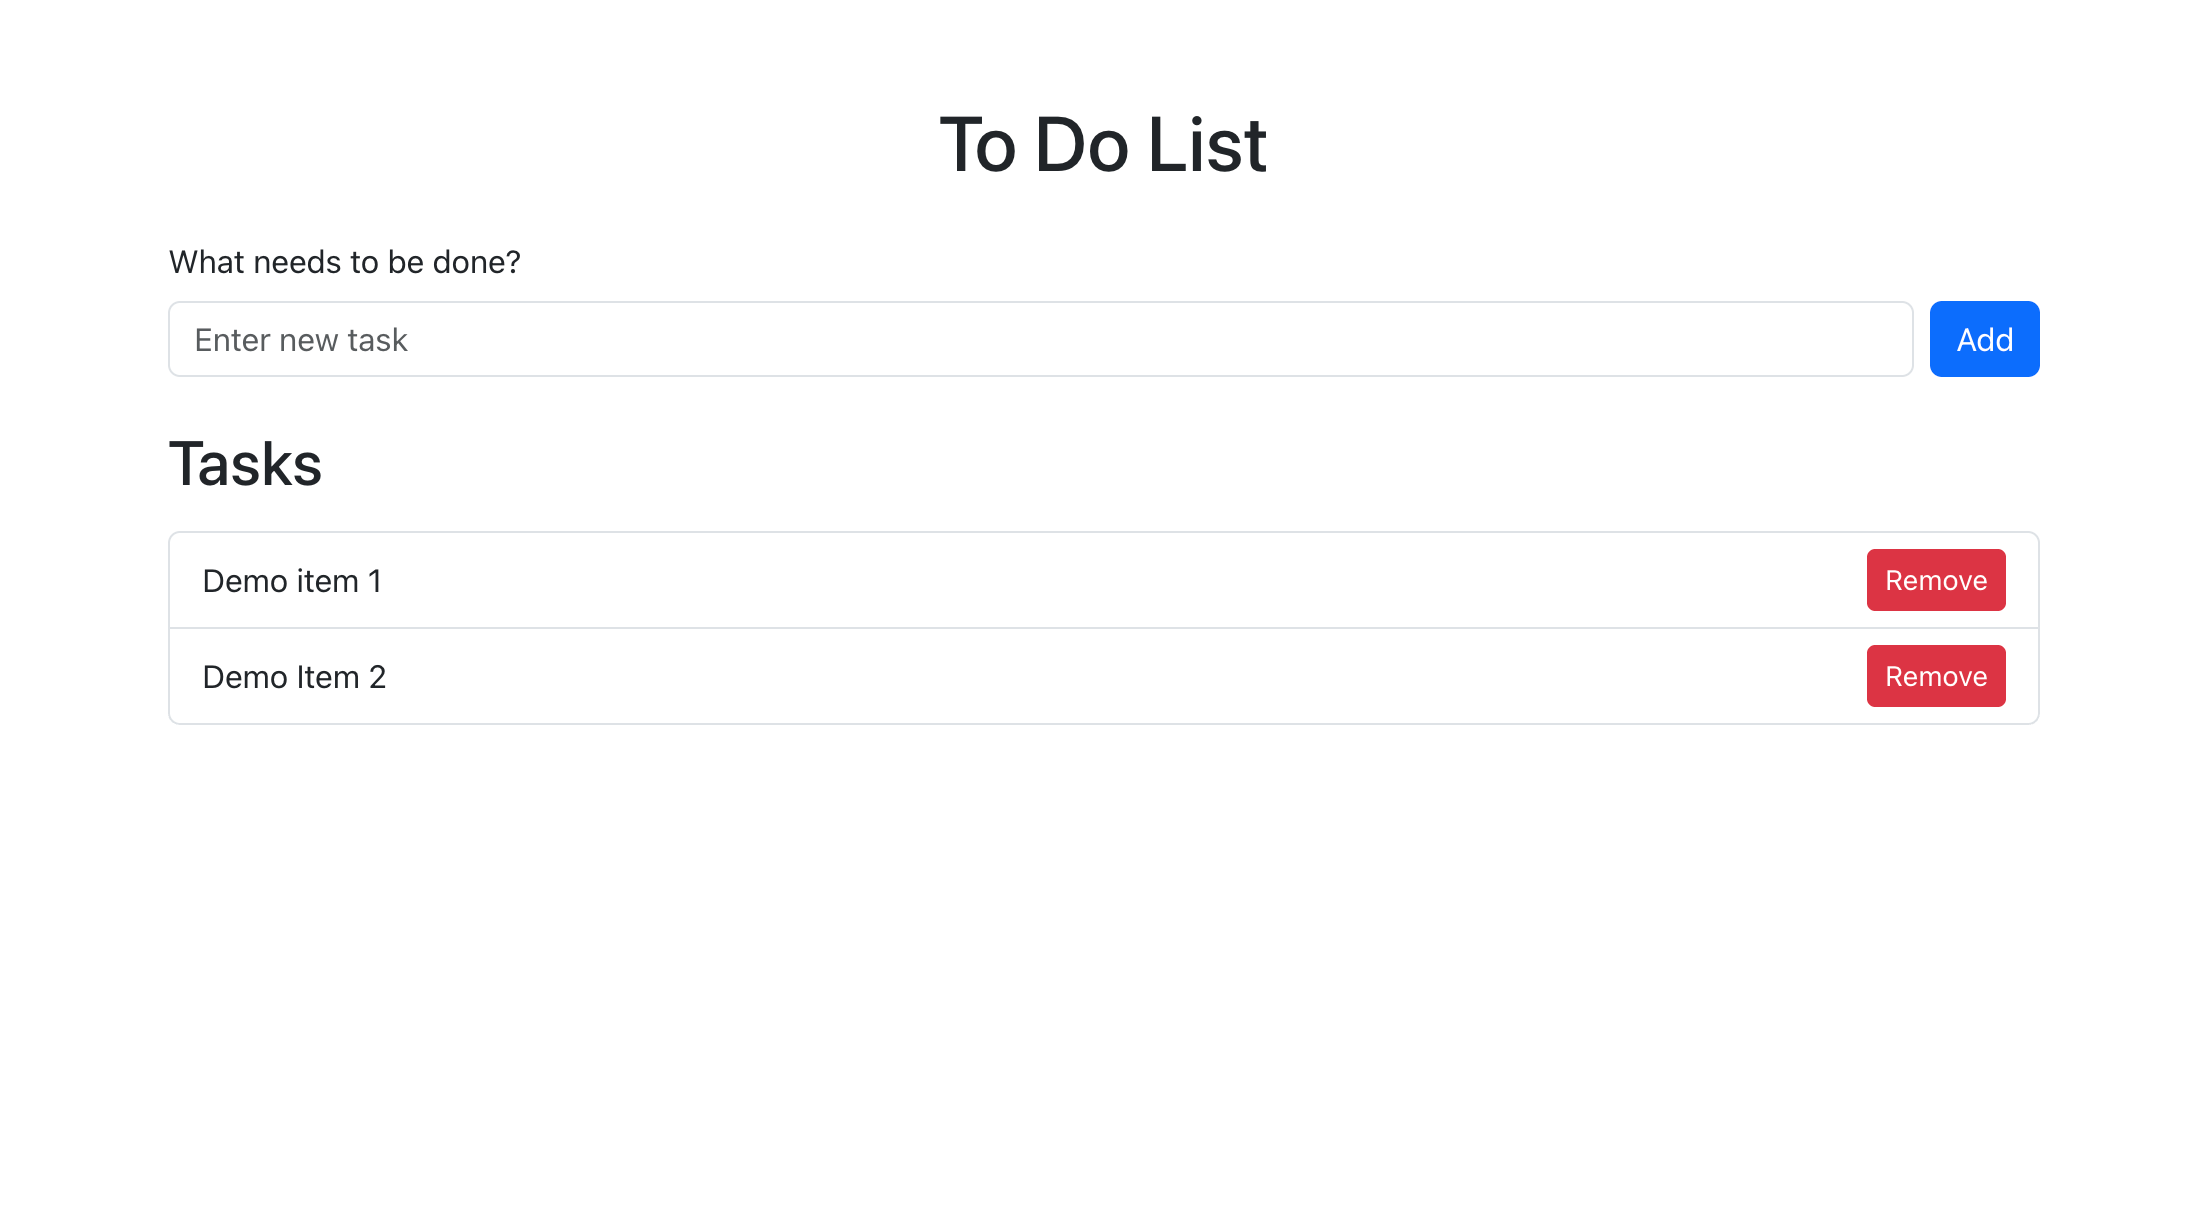 To Do List
What needs to be done?
Enter new task Add
Tasks
Demo item 1 Remove
Demo Item 2 Remove